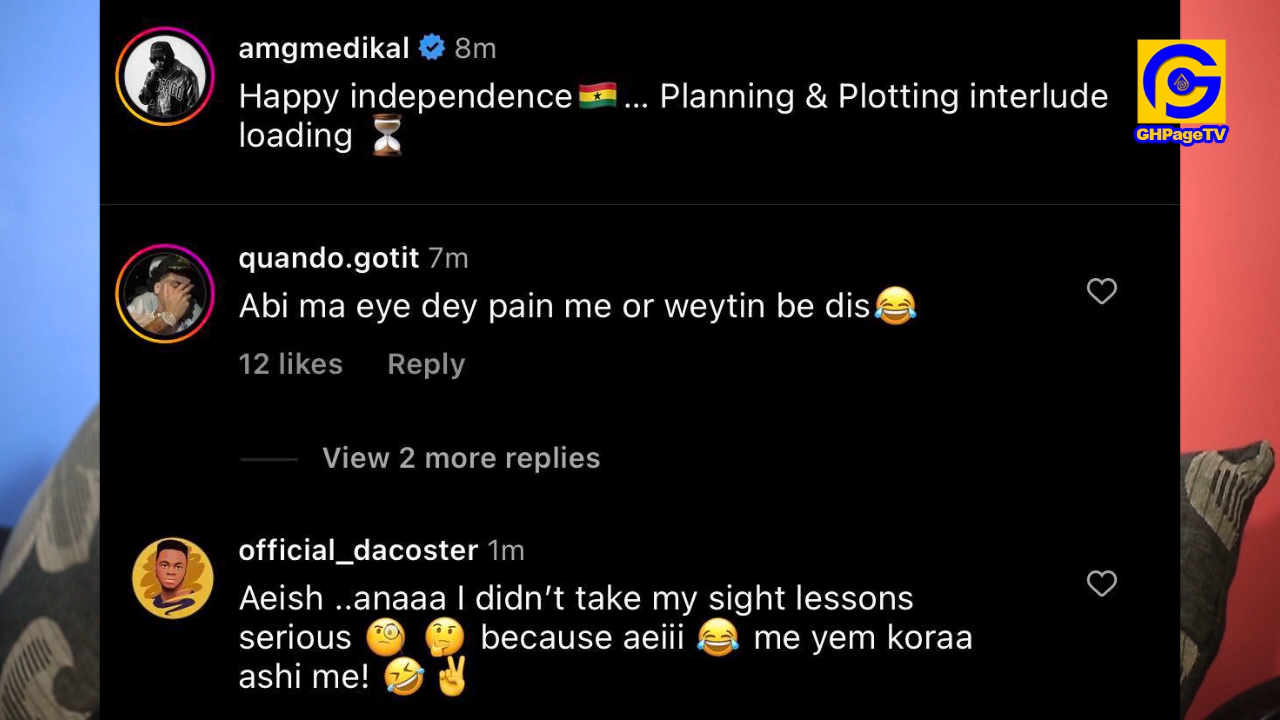 amgmedikal 8m
Happy independence🇬🇭... Planning & Plotting interlude
loading ⏳
GHPageTV
quando.gotit 7m
Abi ma eye dey pain me or weytin be dis😂
12 likes Reply
View 2 more replies
official_dacoster 1m
Aeish ..anaaa I didn’t take my sight lessons
serious 🧐 🤔 because aeiii 😂 me yem koraa
ashi me! 🤣✌️